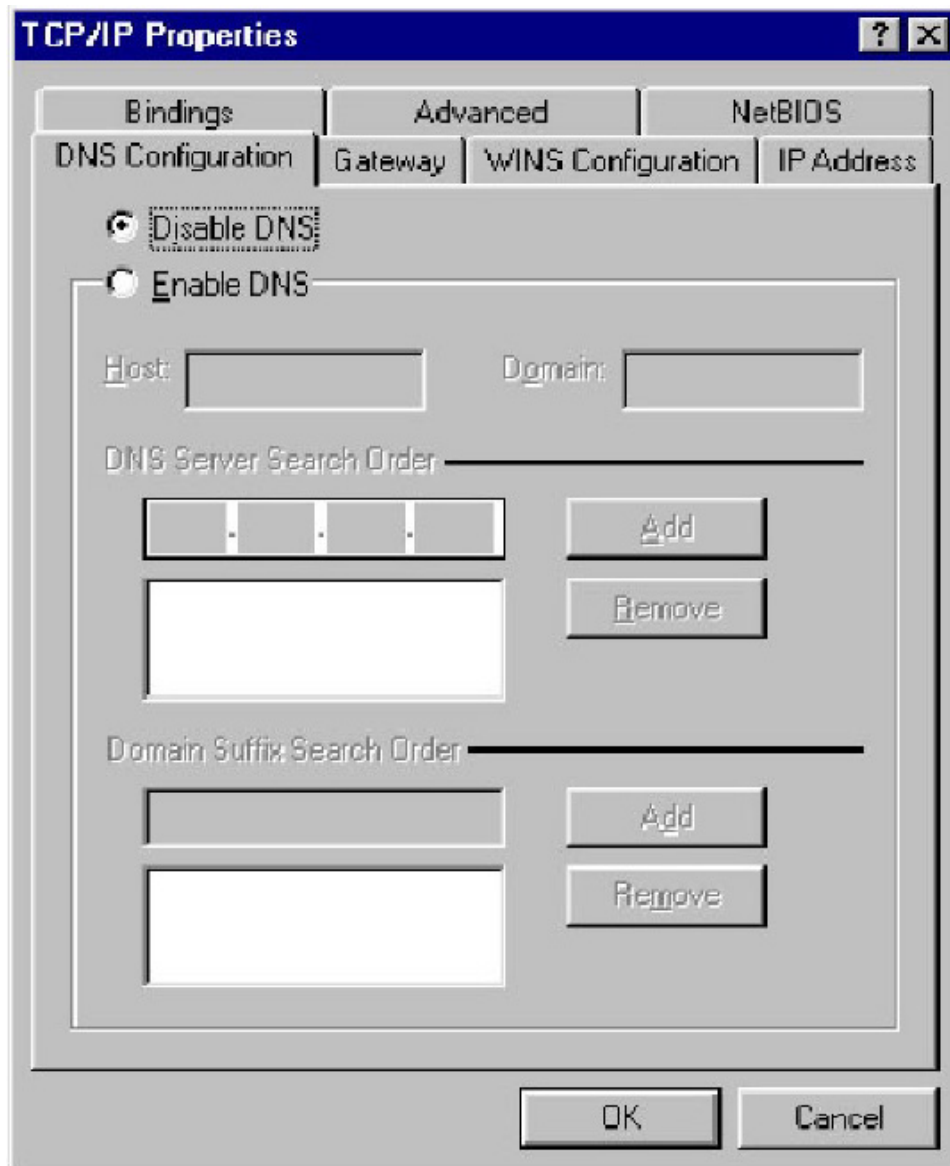 TCP/IP Properties
Bindings Advanced NetBIOS
DNS Configuration Gateway WINS Configuration IP Address
Disable DNS
Enable DNS
Host: Domain:
DNS Server Search Order
. . . Add
Remove
Domain Suffix Search Order
Add
Remove
OK Cancel